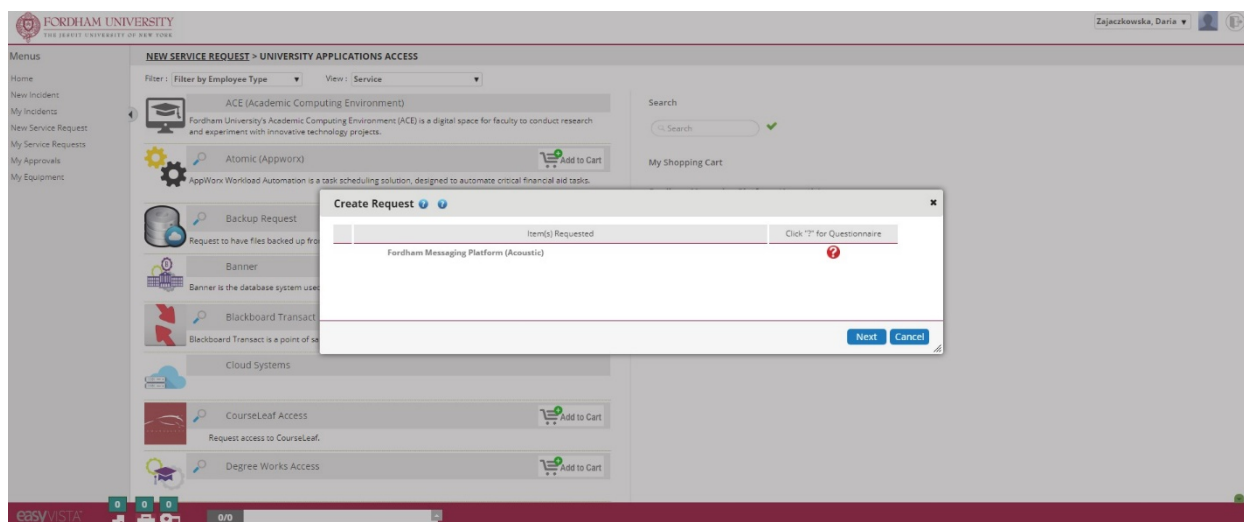 FORDHAM UNIVERSITY
THE JESUIT UNIVERSITY OF NEW YORK
Zajaczkowska, Daria
Menus
Home
New Incident
My Incidents
New Service Request
My Service Requests
My Approvals
My Equipment
NEW SERVICE REQUEST > UNIVERSITY APPLICATIONS ACCESS
Filter : Filter by Employee Type View : Service
ACE (Academic Computing Environment)
Fordham University's Academic Computing Environment (ACE) is a digital space for faculty to conduct research
and experiment with innovative technology projects.
Atomic (Appworx)
Add to Cart
AppWorx Workload Automation is a task scheduling solution, designed to automate critical financial aid tasks.
Backup Request
Request to have files backed up fro
Banner
Banner is the database system used
Blackboard Transact
Blackboard Transact is a point of sa
Cloud Systems
CourseLeaf Access
Add to Cart
Request access to CourseLeaf.
Degree Works Access
Add to Cart
Search
Search
My Shopping Cart
Create Request
Item(s) Requested
Click "?" for Questionnaire
Fordham Messaging Platform (Acoustic)
Next
Cancel
easyVISTA
0
0
0
0/0